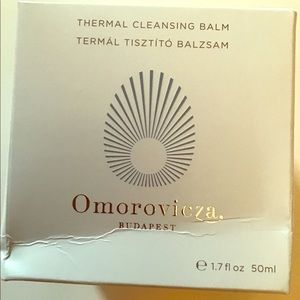 THERMAL CLEANSING BALM
TERMÁL TISZTÍTÓ BALZSAM
Omorovicza.
BUDAPEST
℮ 1.7 fl oz 50ml